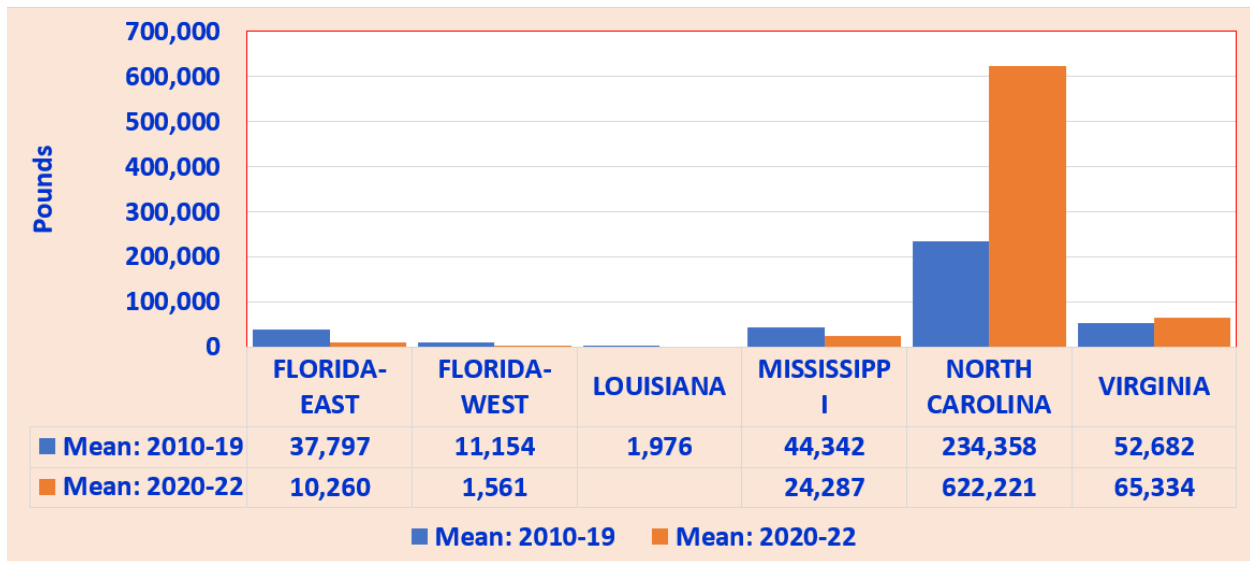 700,000
600,000
500,000
400,000
300,000
200,000
100,000
0
Pounds
FLORIDA-
EAST
FLORIDA-
WEST
LOUISIANA
MISSISSIPP
I
NORTH
CAROLINA
VIRGINIA
Mean: 2010-19 37,797 11,154 1,976 44,342 234,358 52,682
Mean: 2020-22 10,260 1,561 24,287 622,221 65,334
Mean: 2010-19 Mean: 2020-22